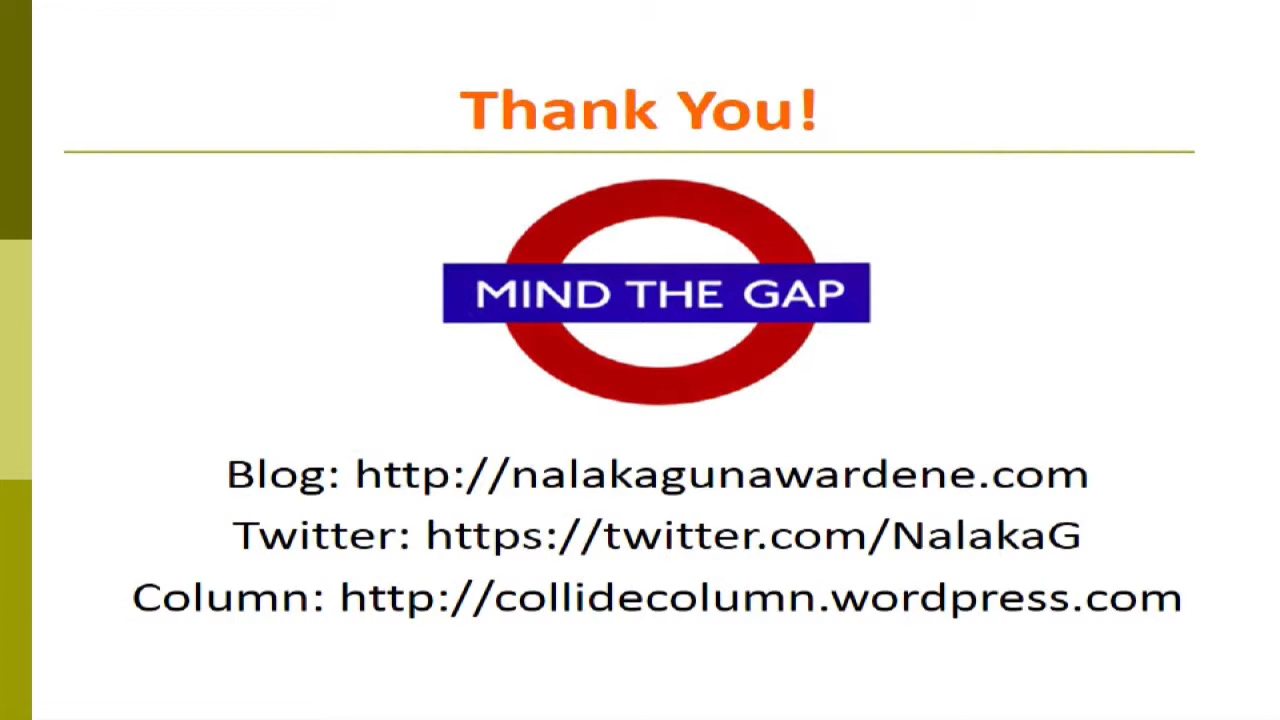 Thank You!
MIND THE GAP
Blog: http://nalakagunawardene.com
Twitter: https://twitter.com/NalakaG
Column: http://collidecolumn.wordpress.com